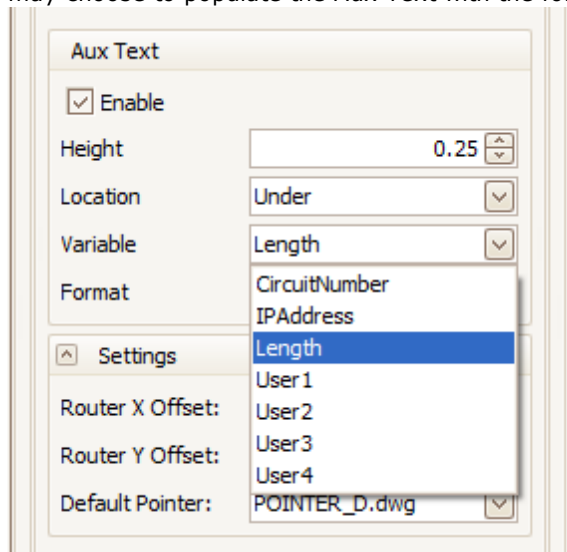 may choose to populate the Aux Text with the fo
Aux Text
Enable
Height 0.25
Location Under
Variable Length
Format
CircuitNumber
IPAddress
Length
User1
User2
User3
User4
Settings
Router X Offset:
Router Y Offset:
Default Pointer: POINTER_D.dwg